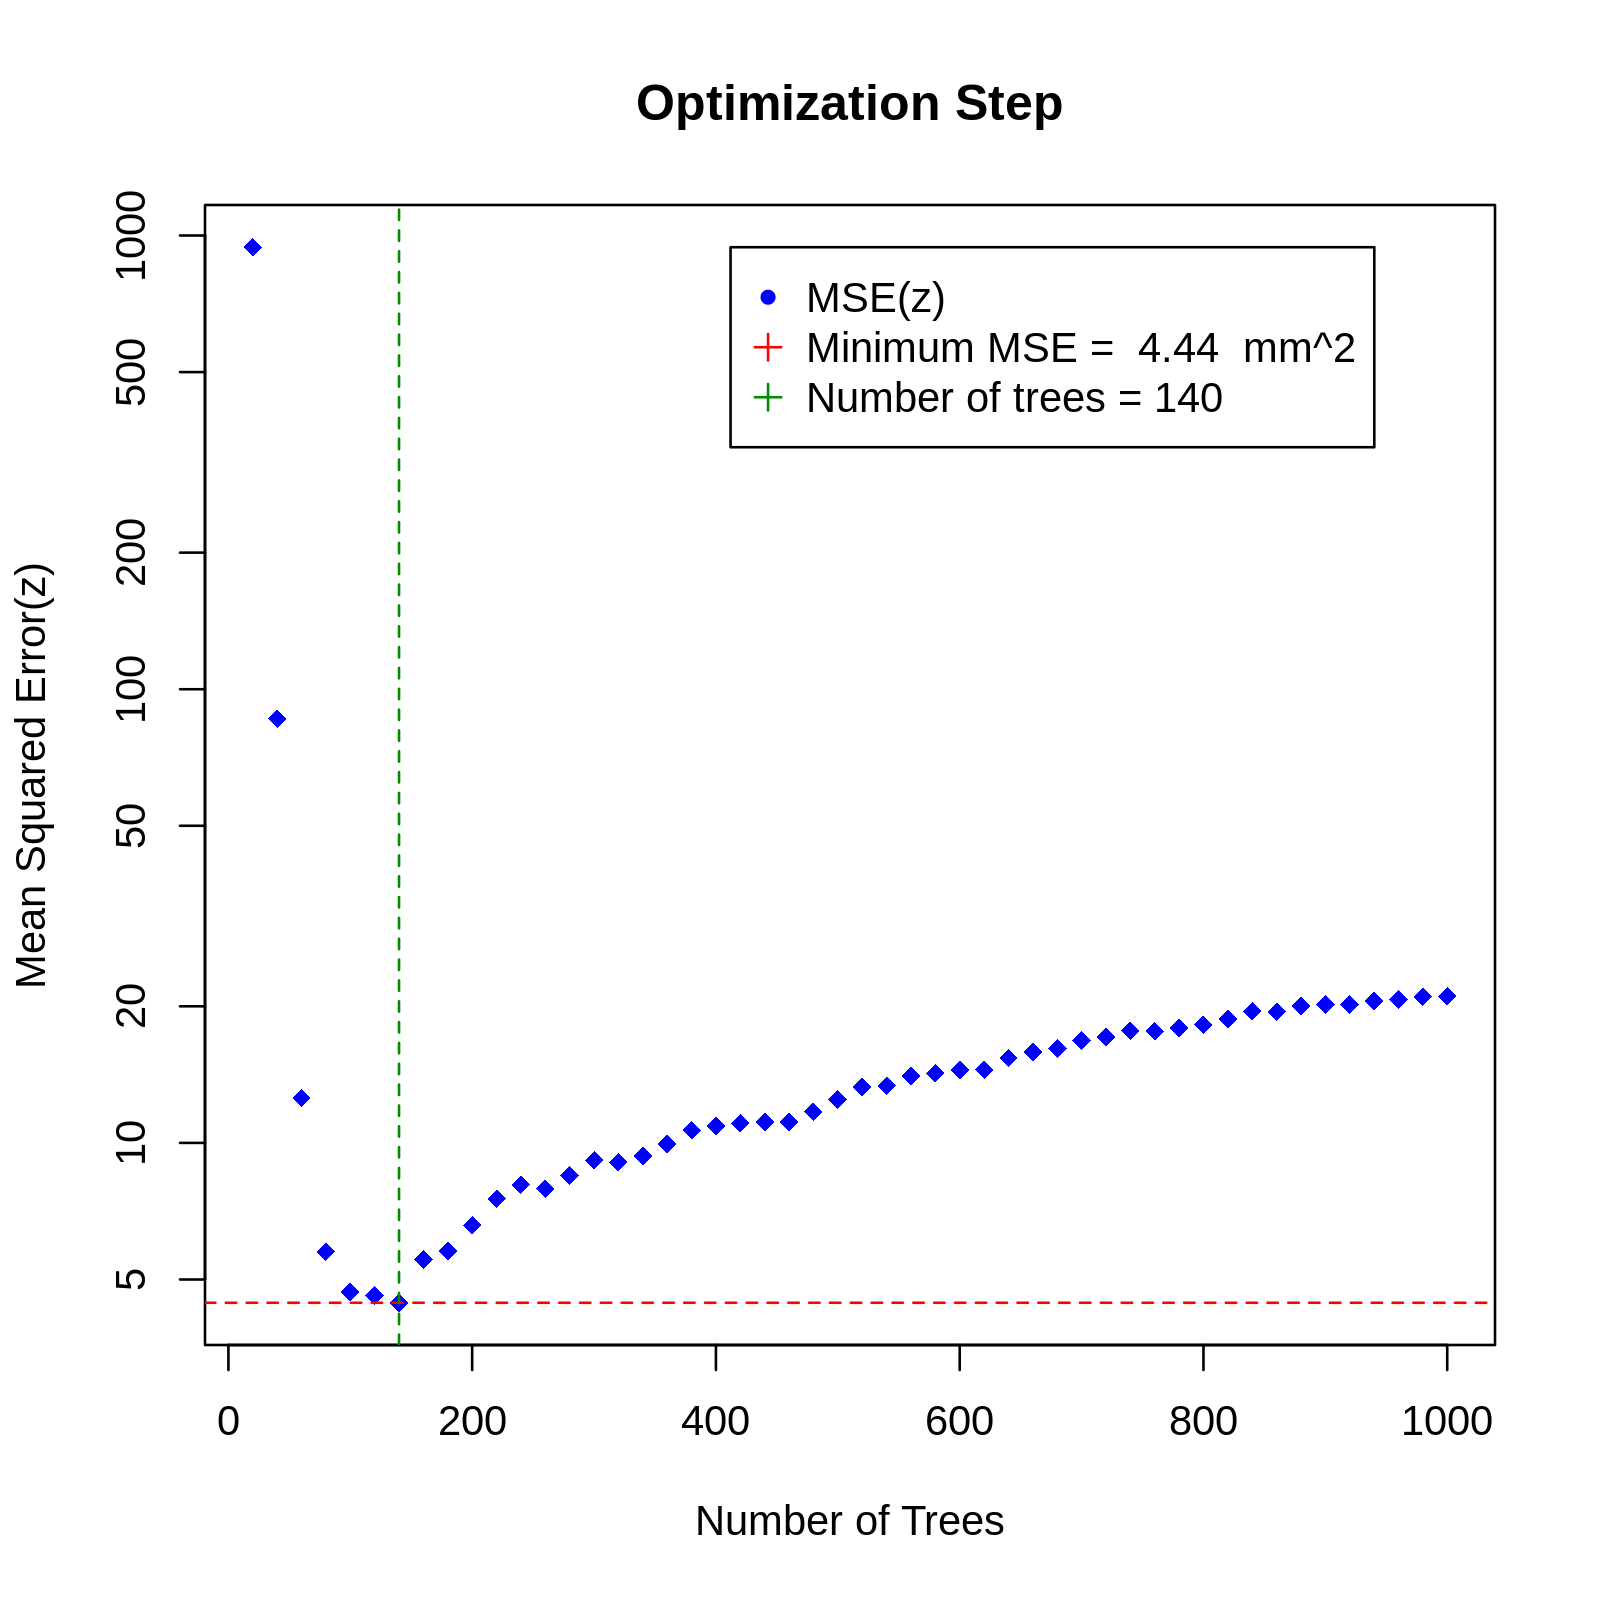 Optimization Step
MSE(z)
Minimum MSE =  4.44  mm^2
Number of trees = 140
Mean Squared Error(z)
1000
500
200
100
50
20
10
5
0 200 400 600 800 1000
Number of Trees